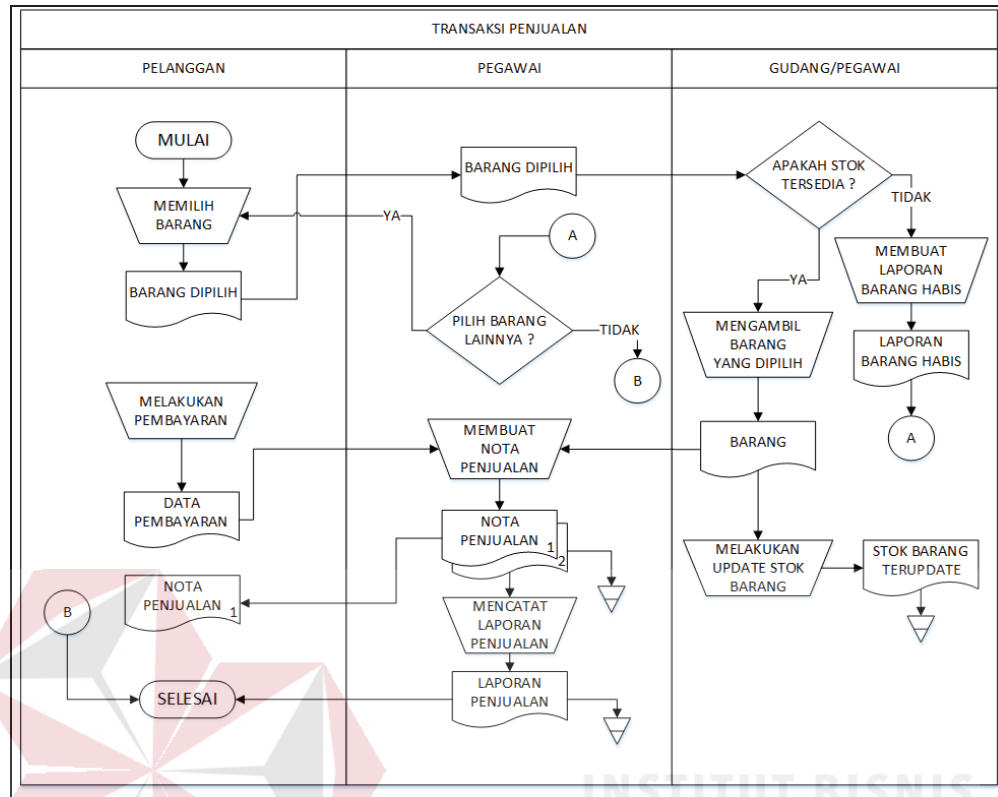 TRANSAKSI PENJUALAN
PELANGGAN
PEGAWAI
GUDANG/PEGAWAI
MULAI
MEMILIH
BARANG
BARANG DIPILIH
MELAKUKAN
PEMBAYARAN
DATA
PEMBAYARAN
NOTA
PENJUALAN
1
B
SELESAI
BARANG DIPILIH
YA
A
PILIH BARANG
LAINNYA ?
TIDAK
B
MEMBUAT
NOTA
PENJUALAN
NOTA
PENJUALAN
1
2
MENCATAT
LAPORAN
PENJUALAN
LAPORAN
PENJUALAN
APAKAH STOK
TERSEDIA ?
TIDAK
YA
MEMBUAT
LAPORAN
BARANG HABIS
MENGAMBIL
BARANG
YANG DIPILIH
LAPORAN
BARANG HABIS
A
BARANG
MELAKUKAN
UPDATE STOK
BARANG
STOK BARANG
TERUPDATE
INSTITUT BISNIS